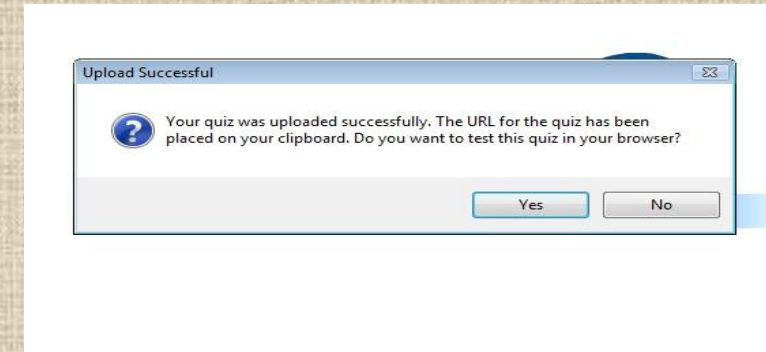 Upload Successful
Your quiz was uploaded successfully. The URL for the quiz has been
placed on your clipboard. Do you want to test this quiz in your browser?
Yes No